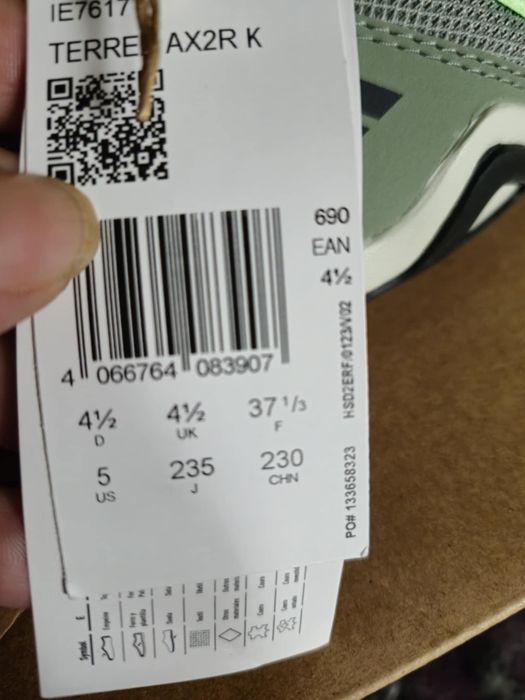 IE7617
TERRE AX2R K
690
EAN
4½
4 066764 083907
HSD2ERF/0123/V02
PO# 133658323
4½ 4½ 37 1/3
D UK F
5 235 230
US J CHN
Symbol